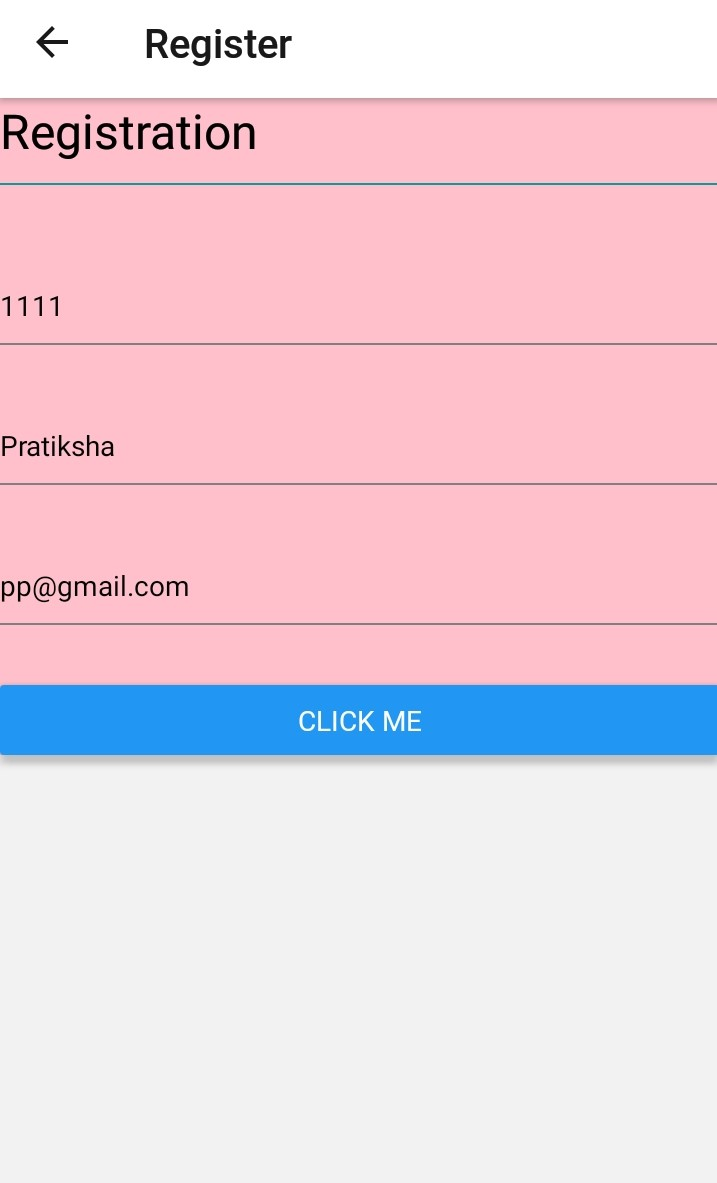 Register
Registration
1111
Pratiksha
pp@gmail.com
CLICK ME